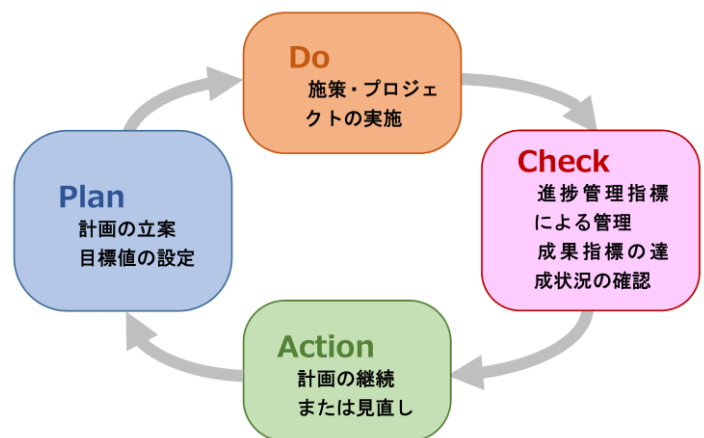 Do
施策・プロジェ
クトの実施
Check
進捗管理指標
による管理
成果指標の達
成状況の確認
Plan
計画の立案
目標値の設定
Action
計画の継続
または見直し